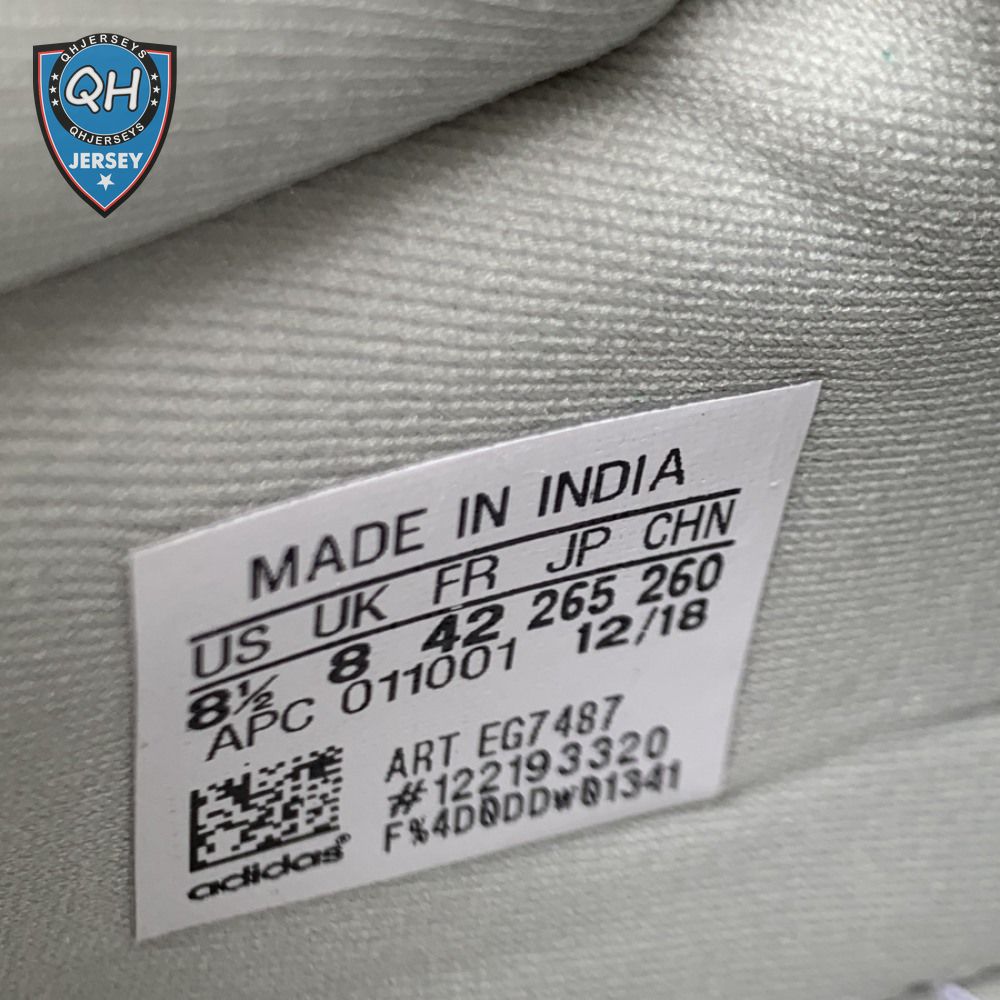 QHJERSEYS
QH
QHJERSEYS
JERSEY
MADE IN INDIA
US UK FR JP CHN
8½ 8 42 265 260
APC 011001 12/18
ART EG7487
#122193320
F%4D0DDw01341
adidas®